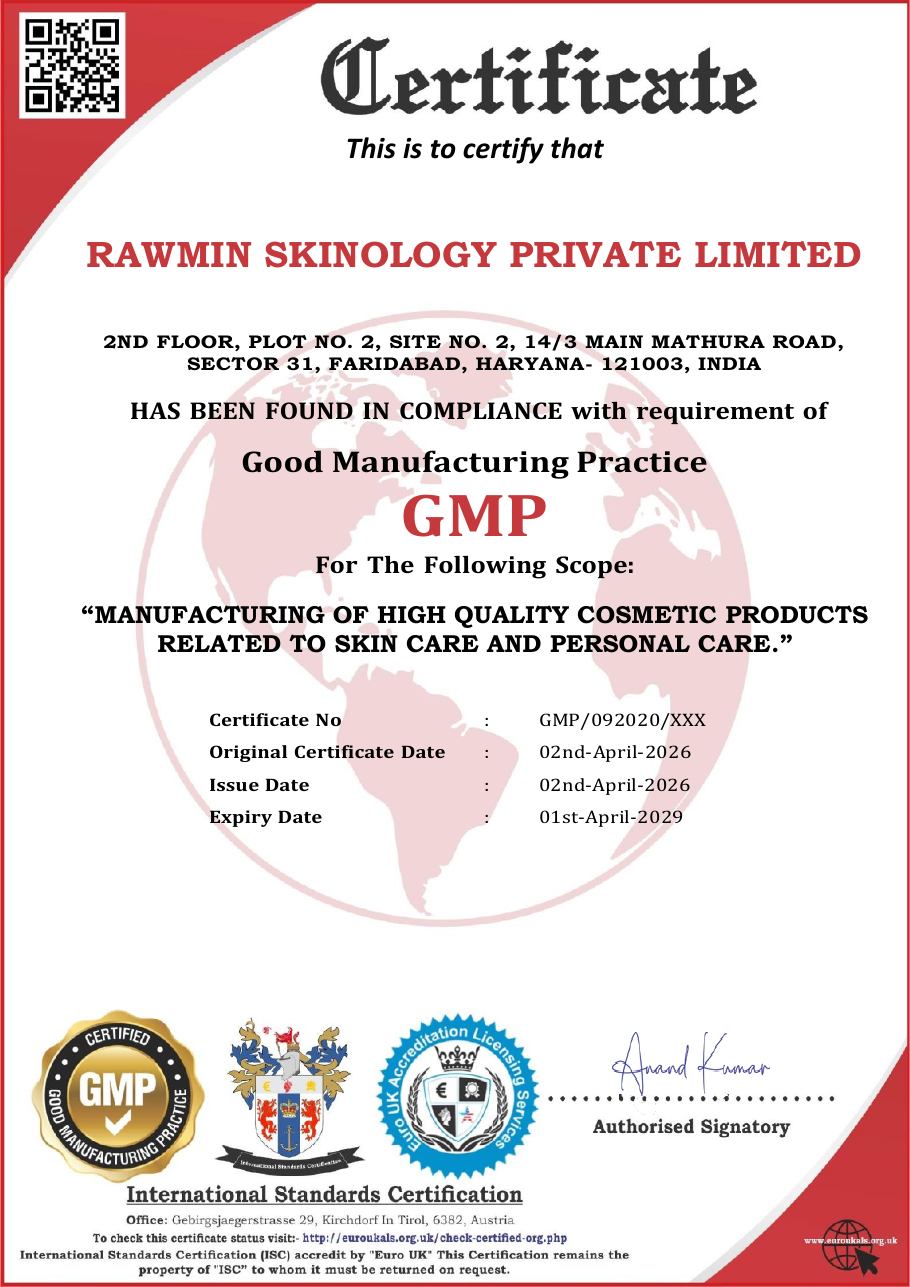 Certificate
This is to certify that
RAWMIN SKINOLOGY PRIVATE LIMITED
2ND FLOOR, PLOT NO. 2, SITE NO. 2, 14/3 MAIN MATHURA ROAD,
SECTOR 31, FARIDABAD, HARYANA- 121003, INDIA
HAS BEEN FOUND IN COMPLIANCE with requirement of
Good Manufacturing Practice
GMP
For The Following Scope:
“MANUFACTURING OF HIGH QUALITY COSMETIC PRODUCTS
RELATED TO SKIN CARE AND PERSONAL CARE.”
Certificate No : GMP/092020/XXX
Original Certificate Date : 02nd-April-2026
Issue Date : 02nd-April-2026
Expiry Date : 01st-April-2029
CERTIFIED
GMP
GOOD MANUFACTURING PRACTICE
International Standards Certification
Euro UK Accreditation Licensing Services
€
Anand Kumar
Authorised Signatory
International Standards Certification
Office: Gebirgsjaegerstrasse 29, Kirchdorf In Tirol, 6382, Austria
To check this certificate status visit:- http://euroukals.org.uk/check-certified-org.php
International Standards Certification (ISC) accredit by "Euro UK" This Certification remains the
property of "ISC” to whom it must be returned on request.
www.euroukals.org.uk